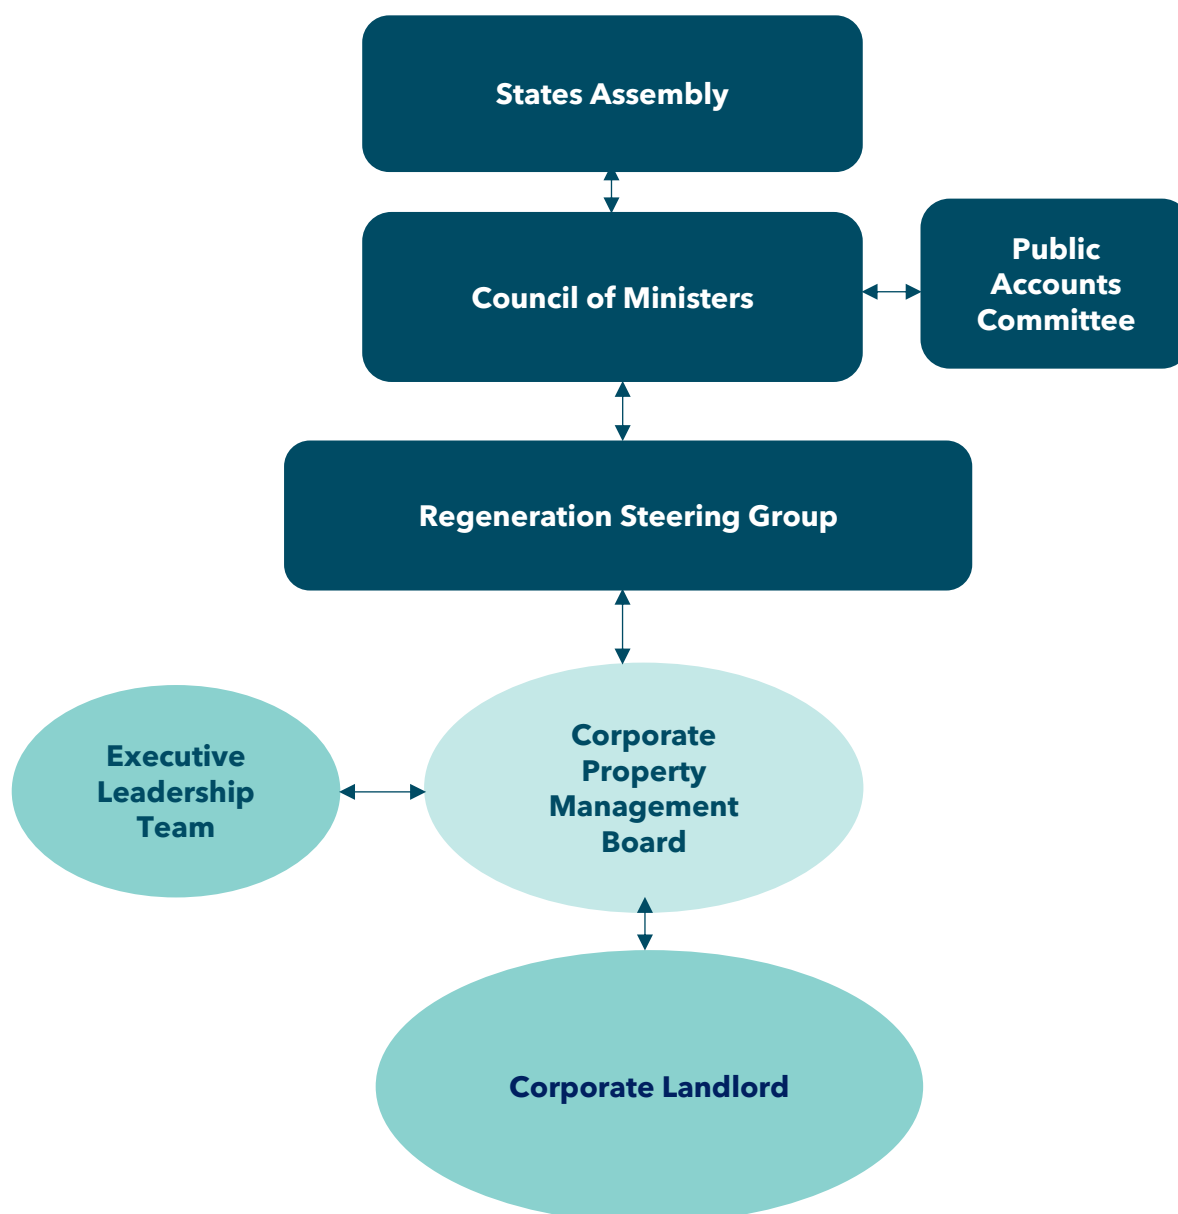 States Assembly
Council of Ministers
Public
Accounts
Committee
Regeneration Steering Group
Executive
Leadership
Team
Corporate
Property
Management
Board
Corporate Landlord